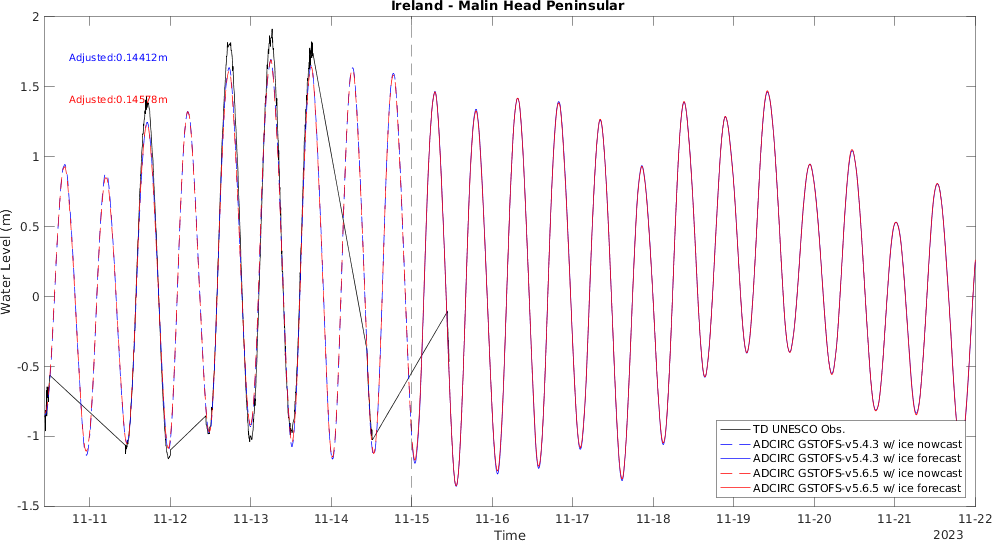 Ireland - Malin Head Peninsular
2
1.5
1
0.5
0
-0.5
-1
-1.5
Water Level (m)
Adjusted:0.14412m
Adjusted:0.14578m
TD UNESCO Obs.
ADCIRC GSTOFS-v5.4.3 w/ ice nowcast
ADCIRC GSTOFS-v5.4.3 w/ ice forecast
ADCIRC GSTOFS-v5.6.5 w/ ice nowcast
ADCIRC GSTOFS-v5.6.5 w/ ice forecast
11-11 11-12 11-13 11-14 11-15 11-16 11-17 11-18 11-19 11-20 11-21 11-22
Time
2023